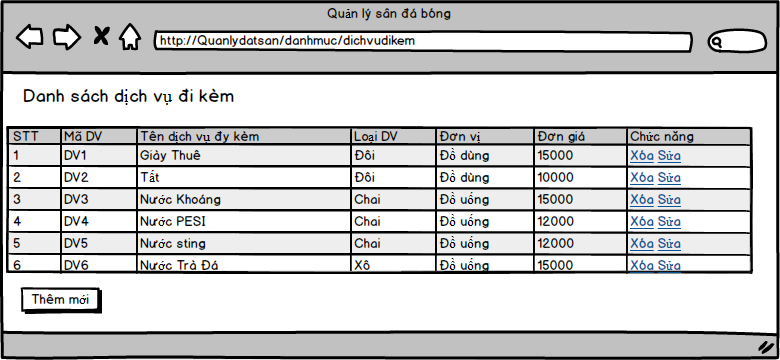 Quản lý sân đá bóng
http://Quanlydatsan/danhmuc/dichvudikem
Danh sách dịch vụ đi kèm
STT Mã DV Tên dịch vụ đy kèm Loại DV Đơn vị Đơn giá Chức năng
1 DV1 Giày Thuê Đôi Đồ dùng 15000 Xóa Sửa
2 DV2 Tất Đôi Đồ dùng 10000 Xóa Sửa
3 DV3 Nước Khoáng Chai Đồ uống 15000 Xóa Sửa
4 DV4 Nước PESI Chai Đồ uống 12000 Xóa Sửa
5 DV5 Nước sting Chai Đồ uống 12000 Xóa Sửa
6 DV6 Nước Trà Đá Xô Đồ uống 15000 Xóa Sửa
Thêm mới